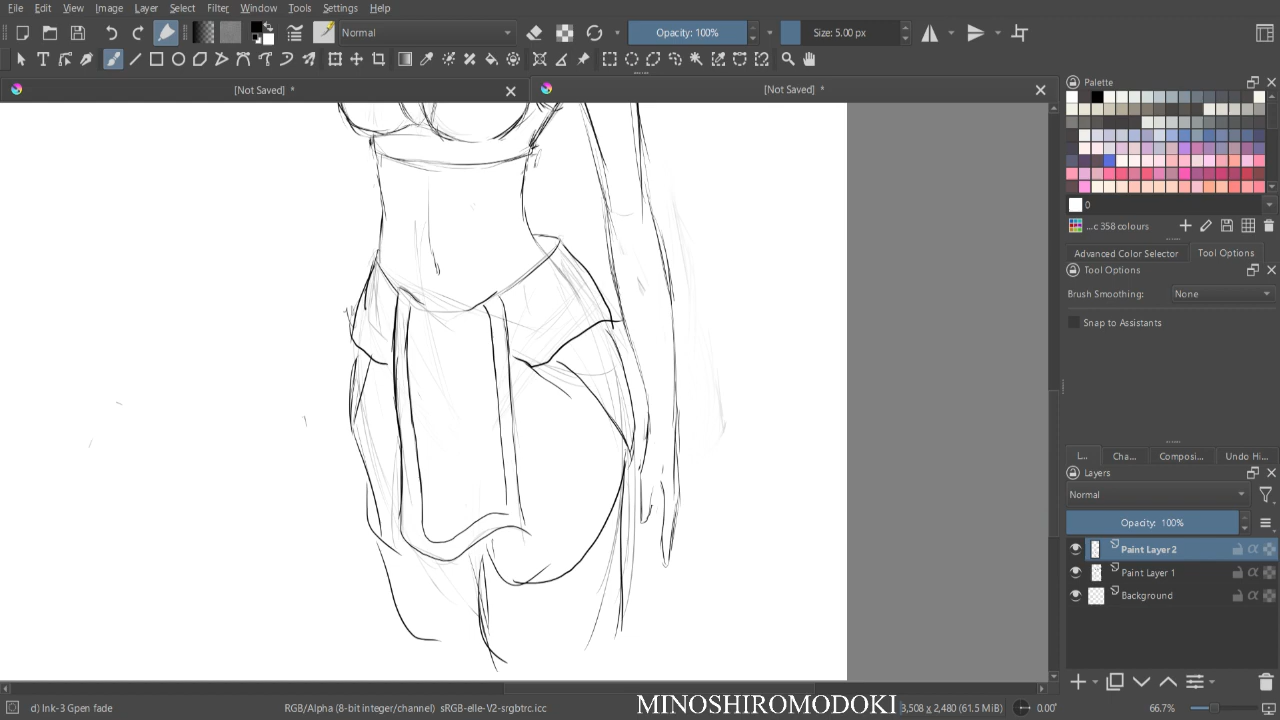 File Edit View Image Layer Select Filter Window Tools Settings Help
Normal Opacity: 100% Size: 5.00 px
[Not Saved] * [Not Saved] *
Palette
0
...c 358 colours
Advanced Color Selector Tool Options
Tool Options
Brush Smoothing: None
Snap to Assistants
L... Cha... Composi... Undo Hi...
Layers
Normal
Opacity: 100%
Paint Layer 2
Paint Layer 1
Background
d) Ink-3 Gpen fade RGB/Alpha (8-bit integer/channel) sRGB-elle-V2-srgbtrc.icc MINOSHIROMODOKI 3,508 x 2,480 (61.5 MiB) 0.00° 66.7%